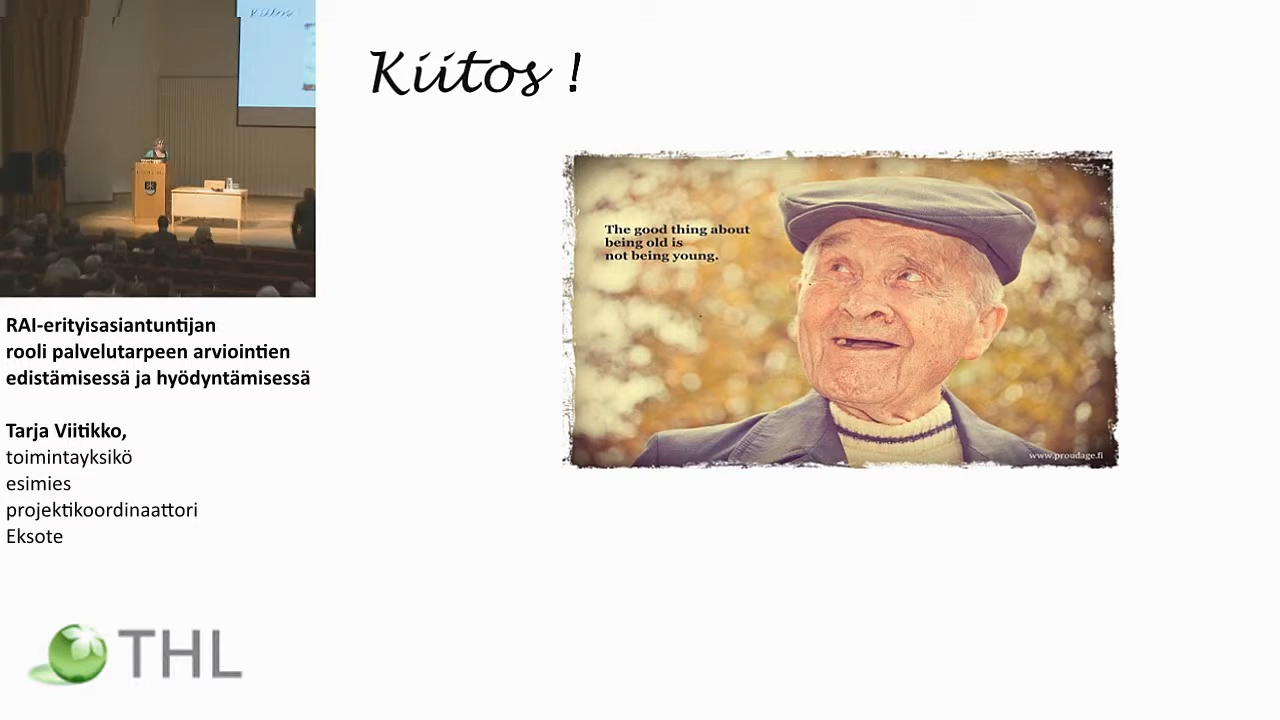 Kiitos
Kiitos !
The good thing about
being old is
not being young.
www.proudage.fi
RAI-erityisasiantuntijan
rooli palvelutarpeen arviointien
edistämisessä ja hyödyntämisessä
Tarja Viitikko,
toimintayksikö
esimies
projektikoordinaattori
Eksote
THL